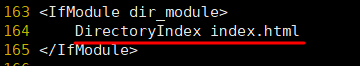 163 <IfModule dir_module>
164     DirectoryIndex index.html
165 </IfModule>